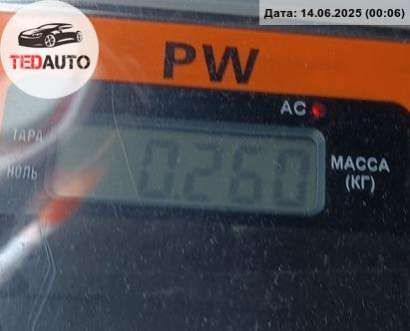 Дата: 14.06.2025 (00:06)
TEDAUTO
PW
AC
ТАРА
НОЛЬ
0.260
МАССА
(КГ)